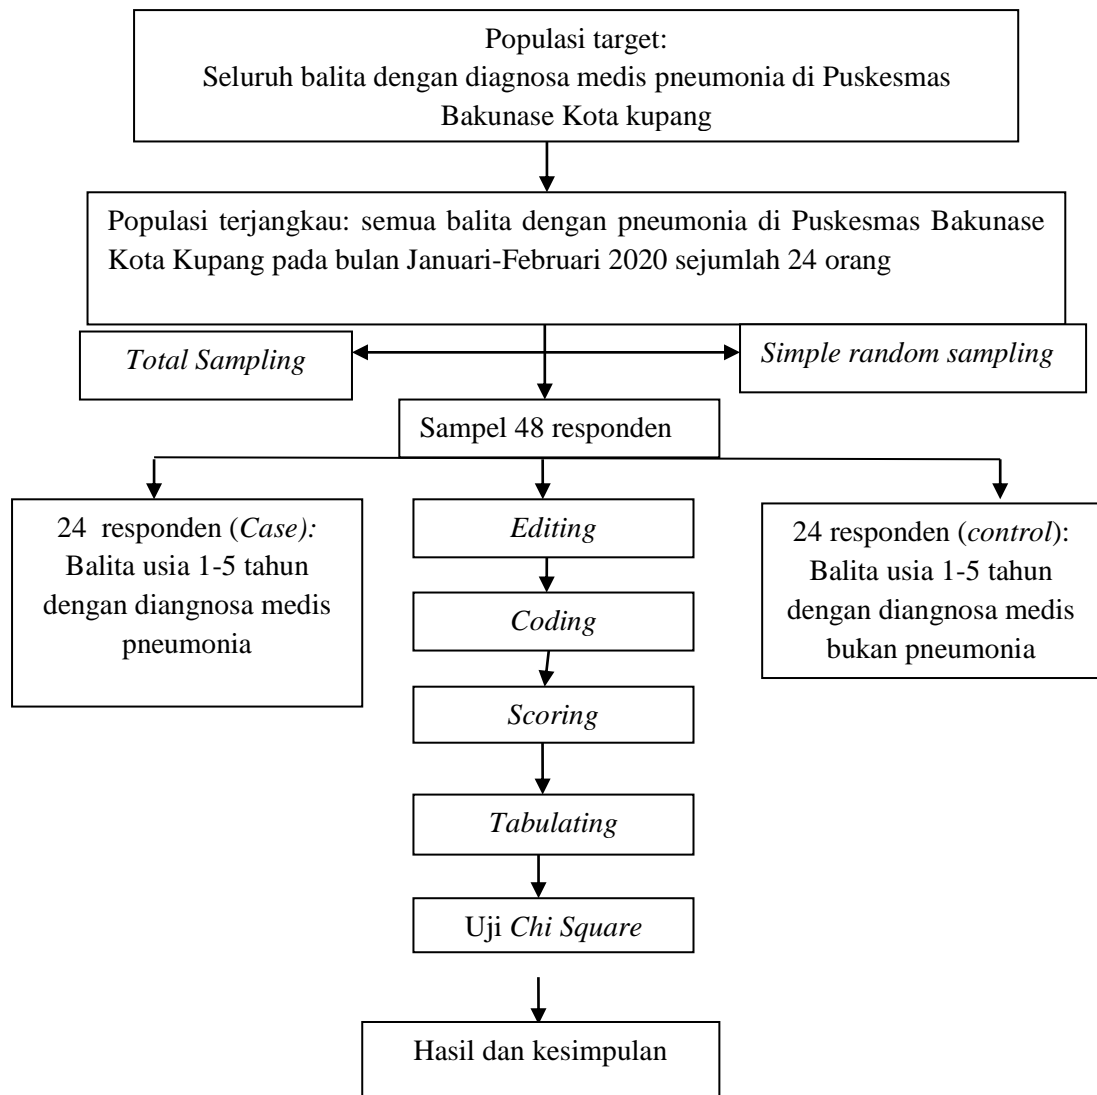 Populasi target:
Seluruh balita dengan diagnosa medis pneumonia di Puskesmas
Bakunase Kota kupang
Populasi terjangkau: semua balita dengan pneumonia di Puskesmas Bakunase
Kota Kupang pada bulan Januari-Februari 2020 sejumlah 24 orang
Total Sampling
Simple random sampling
Sampel 48 responden
24 responden (Case):
Balita usia 1-5 tahun
dengan diangnosa medis
pneumonia
Editing
Coding
Scoring
Tabulating
Uji Chi Square
Hasil dan kesimpulan
24 responden (control):
Balita usia 1-5 tahun
dengan diangnosa medis
bukan pneumonia